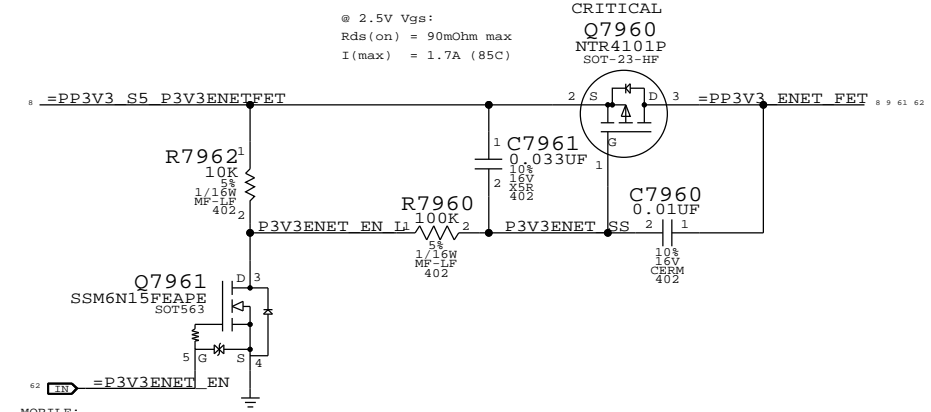 CRITICAL
@ 2.5V Vgs:
Rds(on) = 90mOhm max
I(max) = 1.7A (85C)
Q7960
NTR4101P
SOT-23-HF
8 =PP3V3_S5_P3V3ENETFET
2 S D 3
=PP3V3_ENET_FET 8 9 61 62
G
1
R7962 1
10K
5%
1/16W
MF-LF
402
2
1 C7961
0.033UF
10%
16V
X5R
402
2
R7960
100K
P3V3ENET_EN_L 1 2
5%
1/16W
MF-LF
402
P3V3ENET_SS
C7960
0.01UF
2 1
10%
16V
CERM
402
Q7961
SSM6N15FEAPE
SOT563
D 3
5 G S 4
62 IN =P3V3ENET_EN
MOBILE: